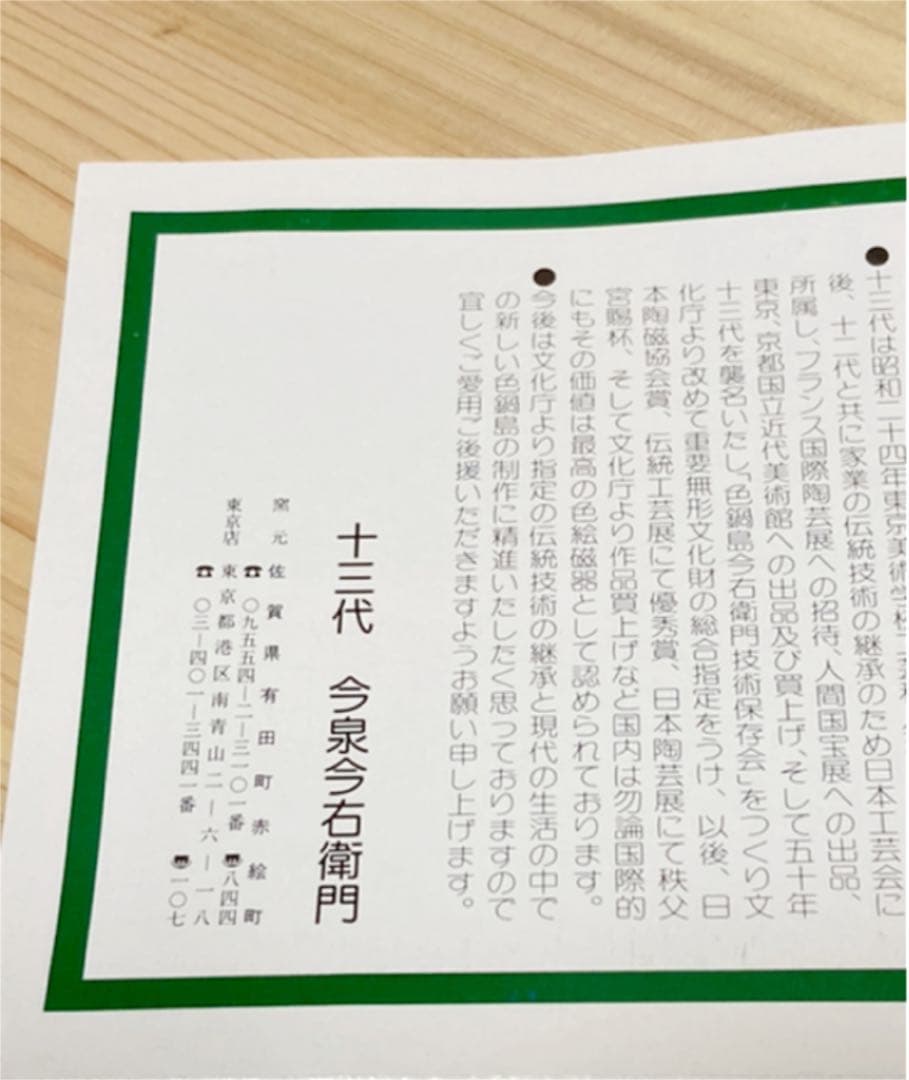 十三代は昭和二十四年東京美術学校
後、十二代と共に家業の伝統技術の継承のため日本工芸会に
所属し、フランス国際陶芸展への招待、人間国宝展への出品、
東京、京都国立近代美術館への出品及び買上げ、そして五十年
十三代を襲名いたし「色鍋島今右衛門技術保存会」をつくり文
化庁より改めて重要無形文化財の総合指定をうけ、以後、日
本陶磁協会賞、伝統工芸展にて優秀賞、日本陶芸展にて秩父
宮賜杯、そして文化庁より作品買上げなど国内は勿論国際的
にもその価値は最高の色絵磁器として認められております。
今後は文化庁より指定の伝統技術の継承と現代の生活の中で
の新しい色鍋島の制作に精進いたしたく思っておりますので
宜しくご愛用ご後援いただきますようお願い申し上げます。
十三代 今泉今右衛門
窯元 佐賀県有田町赤絵町
☎〇九五五四―二―三一〇一番 〠八四四
東京店 東京都港区南青山二―六―一八
☎〇三―四〇一―三四四一番 〠一〇七